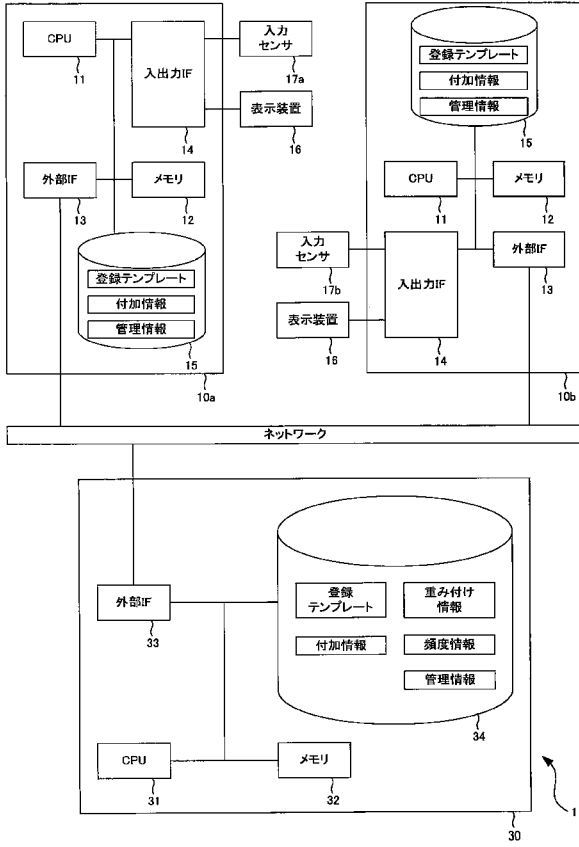 CPU
11
入出力IF
14
入力
センサ
17a
表示装置
16
外部IF
13
メモリ
12
登録テンプレート
付加情報
管理情報
15
10a
登録テンプレート
付加情報
管理情報
15
CPU
11
メモリ
12
入力
センサ
17b
入出力IF
14
外部IF
13
表示装置
16
10b
ネットワーク
外部IF
33
登録
テンプレート
重み付け
情報
付加情報
頻度情報
管理情報
34
CPU
31
メモリ
32
1
30